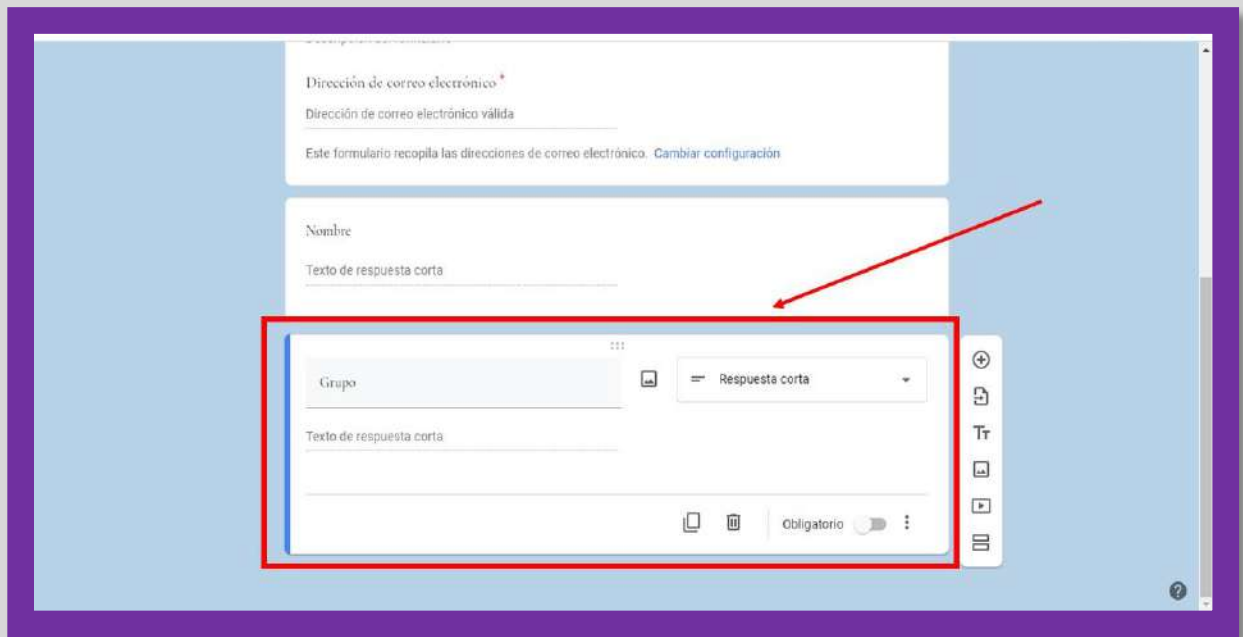 Dirección de correo electrónico *
Dirección de correo electrónico válida
Este formulario recopila las direcciones de correo electrónico. Cambiar configuración
Nombre
Texto de respuesta corta
Grupo
Respuesta corta
Texto de respuesta corta
Obligatorio